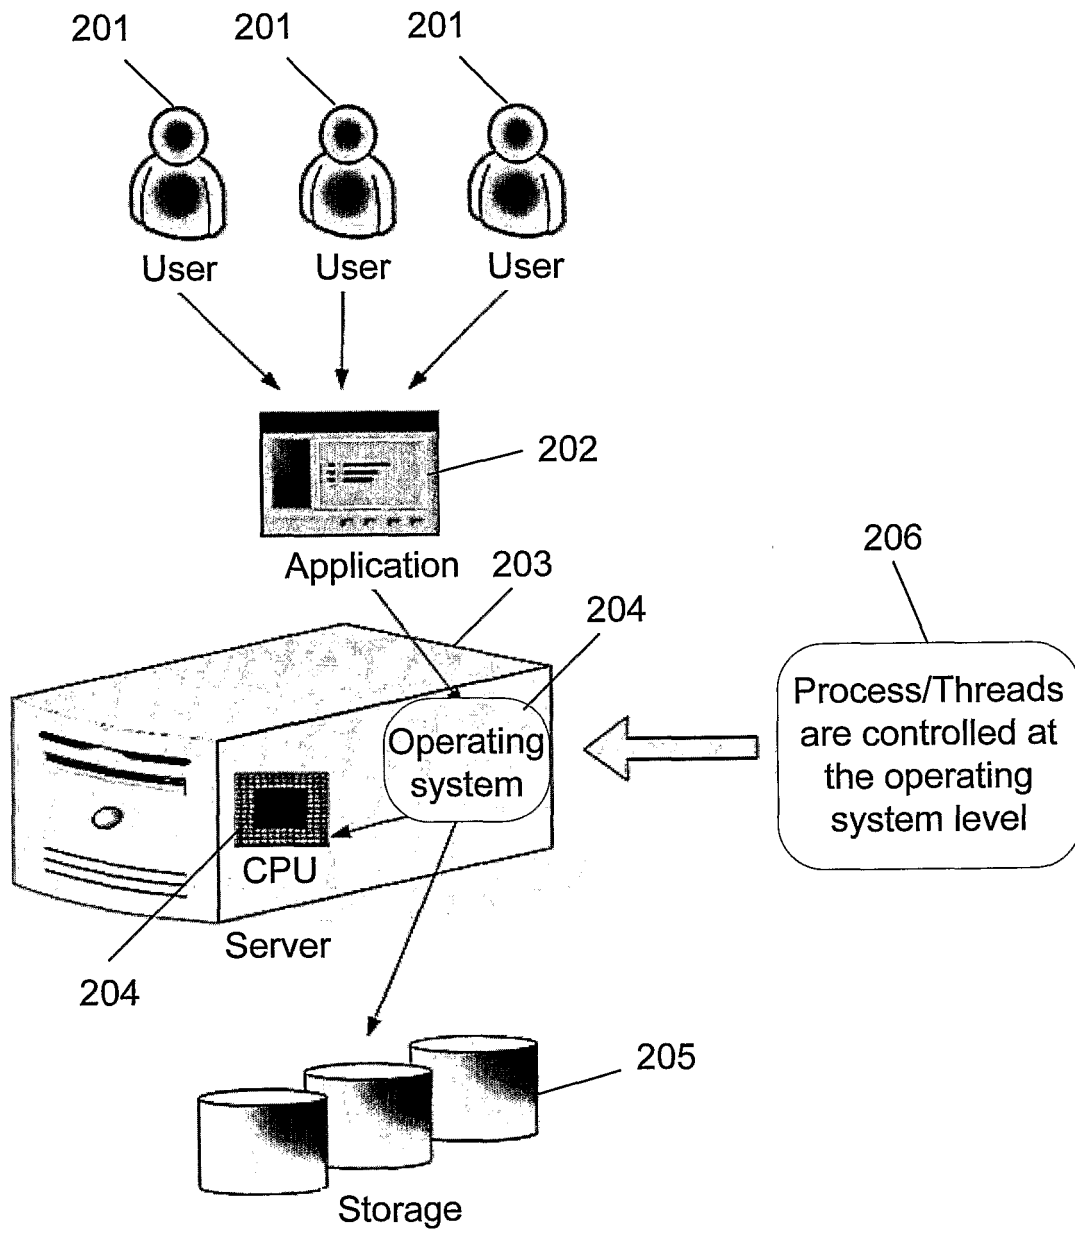 201 201 201
User User User
202
Application
203
206
204
Process/Threads
are controlled at
the operating
system level
Operating
system
CPU
Server
204
205
Storage